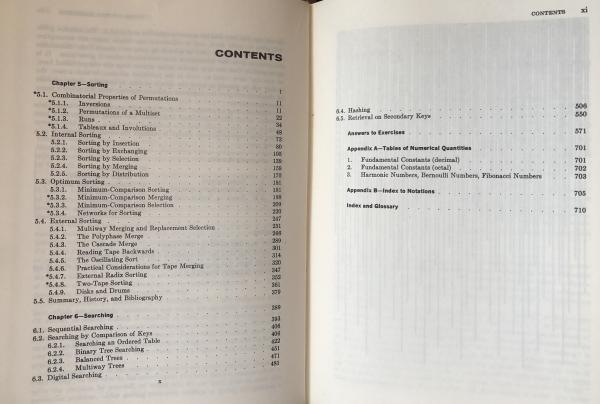 CONTENTS
Chapter 5—Sorting 1
*5.1. Combinatorial Properties of Permutations 11
*5.1.1. Inversions 11
*5.1.2. Permutations of a Multiset 22
*5.1.3. Runs 34
*5.1.4. Tableaux and Involutions 48
5.2. Internal Sorting 73
5.2.1. Sorting by Insertion 80
5.2.2. Sorting by Exchanging 105
5.2.3. Sorting by Selection 139
5.2.4. Sorting by Merging 159
5.2.5. Sorting by Distribution 170
5.3. Optimum Sorting 181
5.3.1. Minimum-Comparison Sorting 181
*5.3.2. Minimum-Comparison Merging 198
*5.3.3. Minimum-Comparison Selection 209
*5.3.4. Networks for Sorting 220
5.4. External Sorting 247
5.4.1. Multiway Merging and Replacement Selection 251
5.4.2. The Polyphase Merge 266
5.4.3. The Cascade Merge 289
5.4.4. Reading Tape Backwards 301
5.4.5. The Oscillating Sort 314
5.4.6. Practical Considerations for Tape Merging 320
*5.4.7. External Radix Sorting 347
*5.4.8. Two-Tape Sorting 352
5.4.9. Disks and Drums 361
5.5. Summary, History, and Bibliography 379
Chapter 6—Searching 389
6.1. Sequential Searching 393
6.2. Searching by Comparison of Keys 406
6.2.1. Searching an Ordered Table 406
6.2.2. Binary Tree Searching 422
6.2.3. Balanced Trees 451
6.2.4. Multiway Trees 471
6.3. Digital Searching 481
x
CONTENTS xi
6.4. Hashing 506
6.5. Retrieval on Secondary Keys 550
Answers to Exercises 571
Appendix A—Tables of Numerical Quantities 701
1. Fundamental Constants (decimal) 701
2. Fundamental Constants (octal) 702
3. Harmonic Numbers, Bernoulli Numbers, Fibonacci Numbers 703
Appendix B—Index to Notations 705
Index and Glossary 710